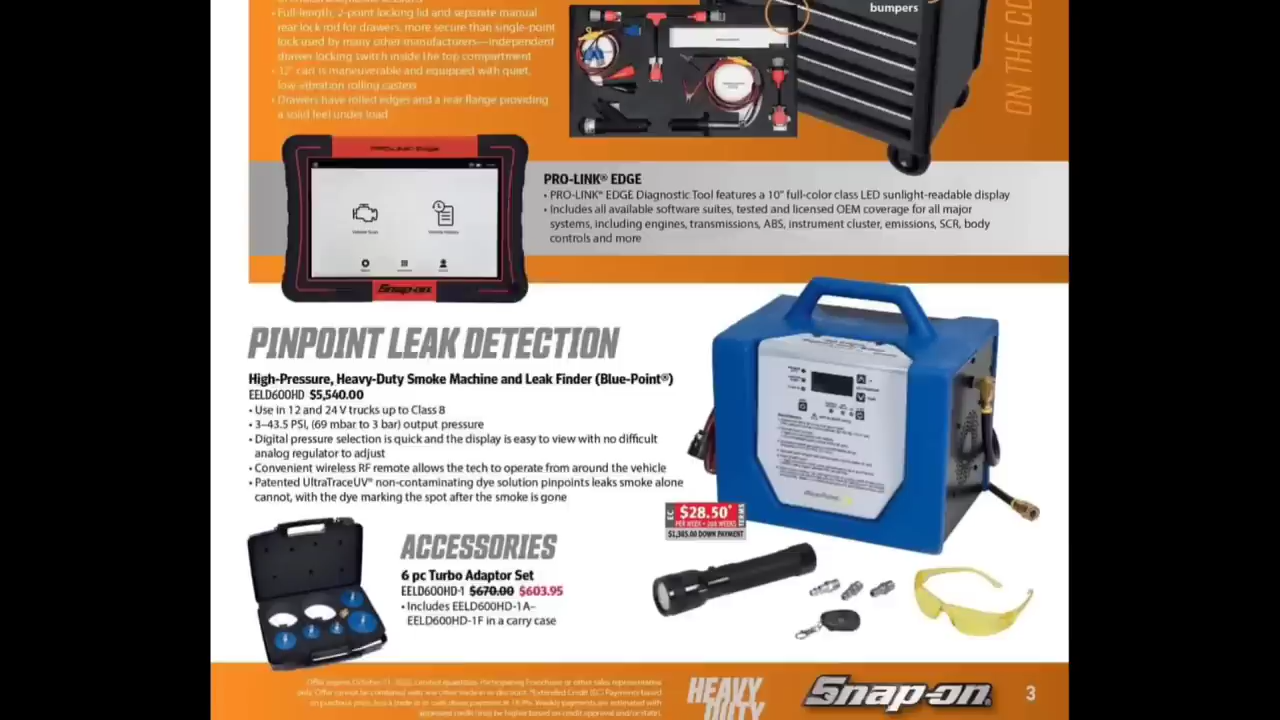 • Full-length, 2-point locking lid and separate manual
rear lock rod for drawers, more secure than single-point
lock used by many other manufacturers—independent
drawer locking switch inside the top compartment
• 12" cart is maneuverable and equipped with quiet,
low-vibration rolling casters
• Drawers have rolled edges and a rear flange providing
a solid feel under load
bumpers
ON THE CO
PRO-LINK Edge
Snap-on
PRO-LINK® EDGE
• PRO-LINK® EDGE Diagnostic Tool features a 10" full-color class LED sunlight-readable display
• Includes all available software suites, tested and licensed OEM coverage for all major
systems, including engines, transmissions, ABS, instrument cluster, emissions, SCR, body
controls and more
PINPOINT LEAK DETECTION
High-Pressure, Heavy-Duty Smoke Machine and Leak Finder (Blue-Point®)
EELD600HD $5,540.00
• Use in 12 and 24 V trucks up to Class 8
• 3–43.5 PSI, (69 mbar to 3 bar) output pressure
• Digital pressure selection is quick and the display is easy to view with no difficult
analog regulator to adjust
• Convenient wireless RF remote allows the tech to operate from around the vehicle
• Patented UltraTraceUV® non-contaminating dye solution pinpoints leaks smoke alone
cannot, with the dye marking the spot after the smoke is gone
EC $28.50* TERMS
PER WEEK • 208 WEEKS
$1,385.00 DOWN PAYMENT
ACCESSORIES
6 pc Turbo Adaptor Set
EELD600HD-1 $670.00 $603.95
• Includes EELD600HD-1A–
EELD600HD-1F in a carry case
HEAVY
DUTY
Snap-on
3